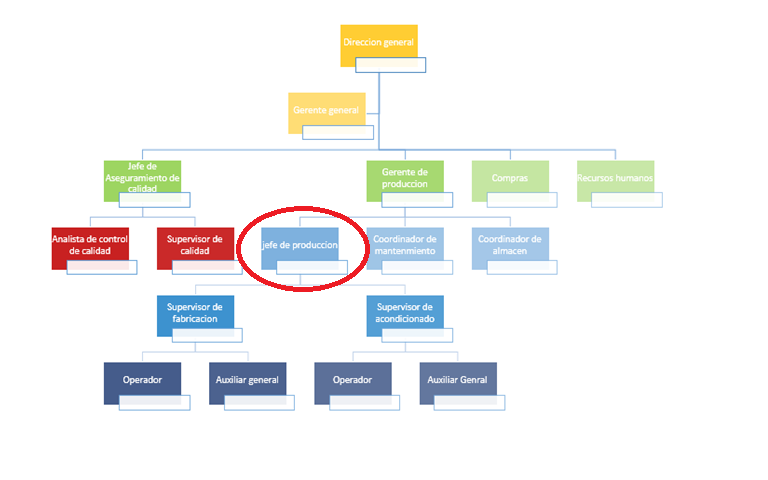 Direccion general
Gerente general
Jefe de
Aseguramiento de
calidad
Gerente de
produccion
Compras
Recursos humanos
Analista de control
de calidad
Supervisor de
calidad
jefe de produccion
Coordinador de
mantenmiento
Coordinador de
almacen
Supervisor de
fabricacion
Supervisor de
acondicionado
Operador
Auxiliar general
Operador
Auxiliar Genral